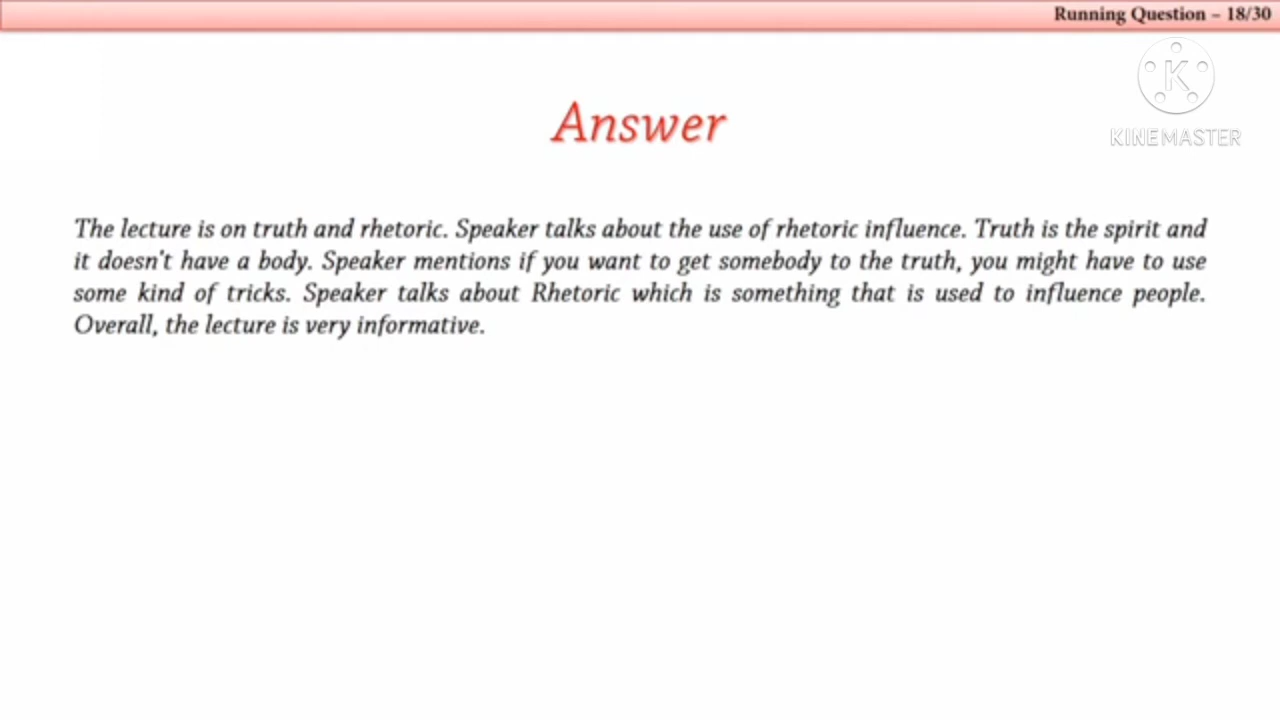 Running Question – 18/30
K
KINEMASTER
Answer
The lecture is on truth and rhetoric. Speaker talks about the use of rhetoric influence. Truth is the spirit and
it doesn't have a body. Speaker mentions if you want to get somebody to the truth, you might have to use
some kind of tricks. Speaker talks about Rhetoric which is something that is used to influence people.
Overall, the lecture is very informative.